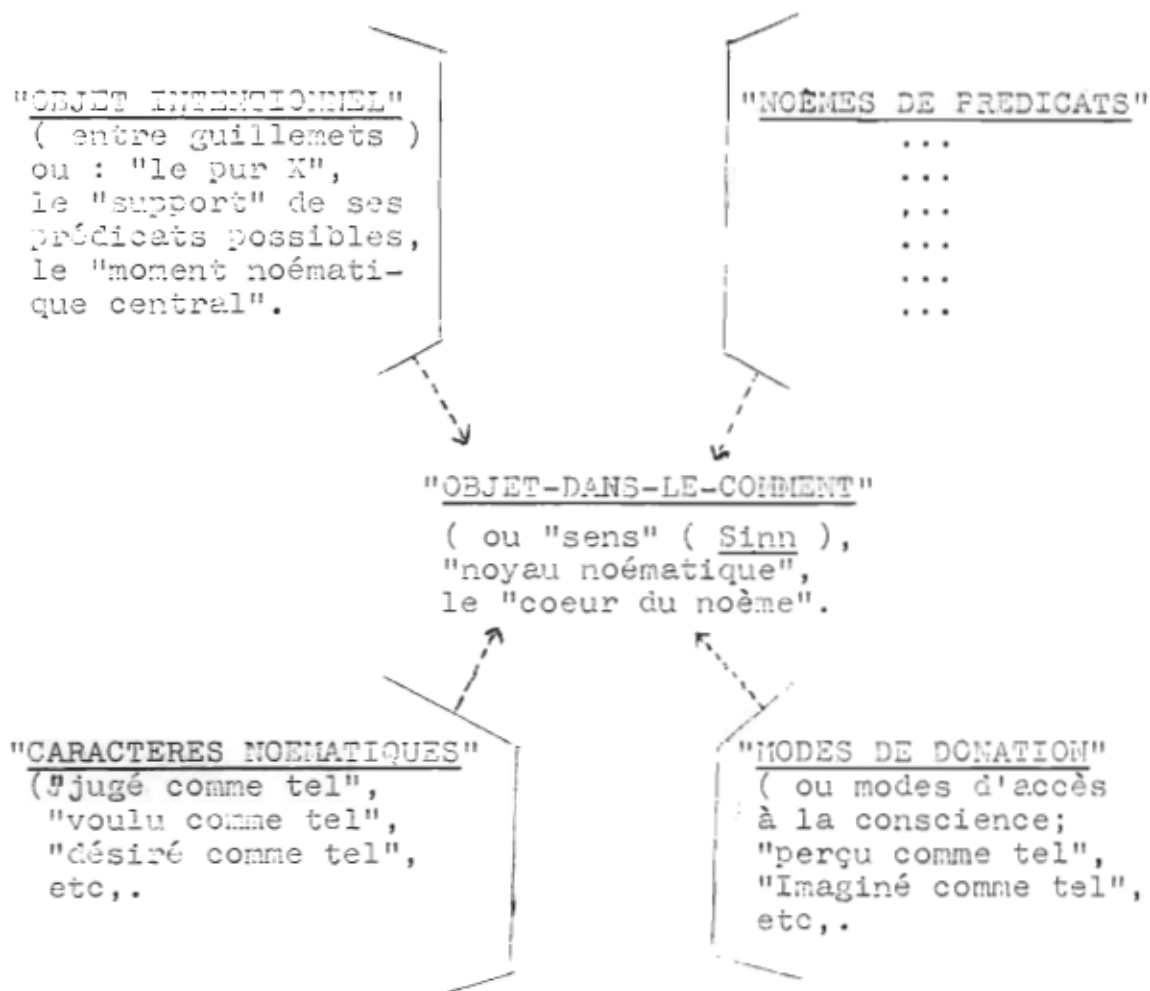 "OBJET INTENTIONNEL"
( entre guillemets )
ou : "le pur X",
le "support" de ses
prédicats possibles,
le "moment noémati-
que central".
"NOÈMES DE PREDICATS"
...
...
...
...
...
...
"OBJET-DANS-LE-COMMENT"
( ou "sens" ( Sinn ),
"noyau noématique",
le "coeur du noème".
"CARACTERES NOEMATIQUES"
("jugé comme tel",
"voulu comme tel",
"désiré comme tel",
etc,.
"MODES DE DONATION"
( ou modes d'accès
à la conscience;
"perçu comme tel",
"Imaginé comme tel",
etc,.